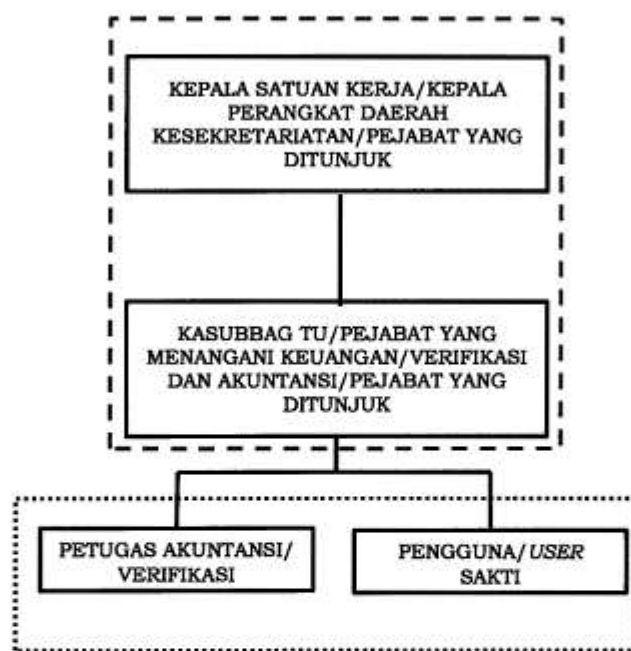 KEPALA SATUAN KERJA/KEPALA
PERANGKAT DAERAH
KESEKRETARIATAN/PEJABAT YANG
DITUNJUK
KASUBBAG TU/PEJABAT YANG
MENANGANI KEUANGAN/VERIFIKASI
DAN AKUNTANSI/PEJABAT YANG
DITUNJUK
PETUGAS AKUNTANSI/
VERIFIKASI
PENGGUNA/USER
SAKTI